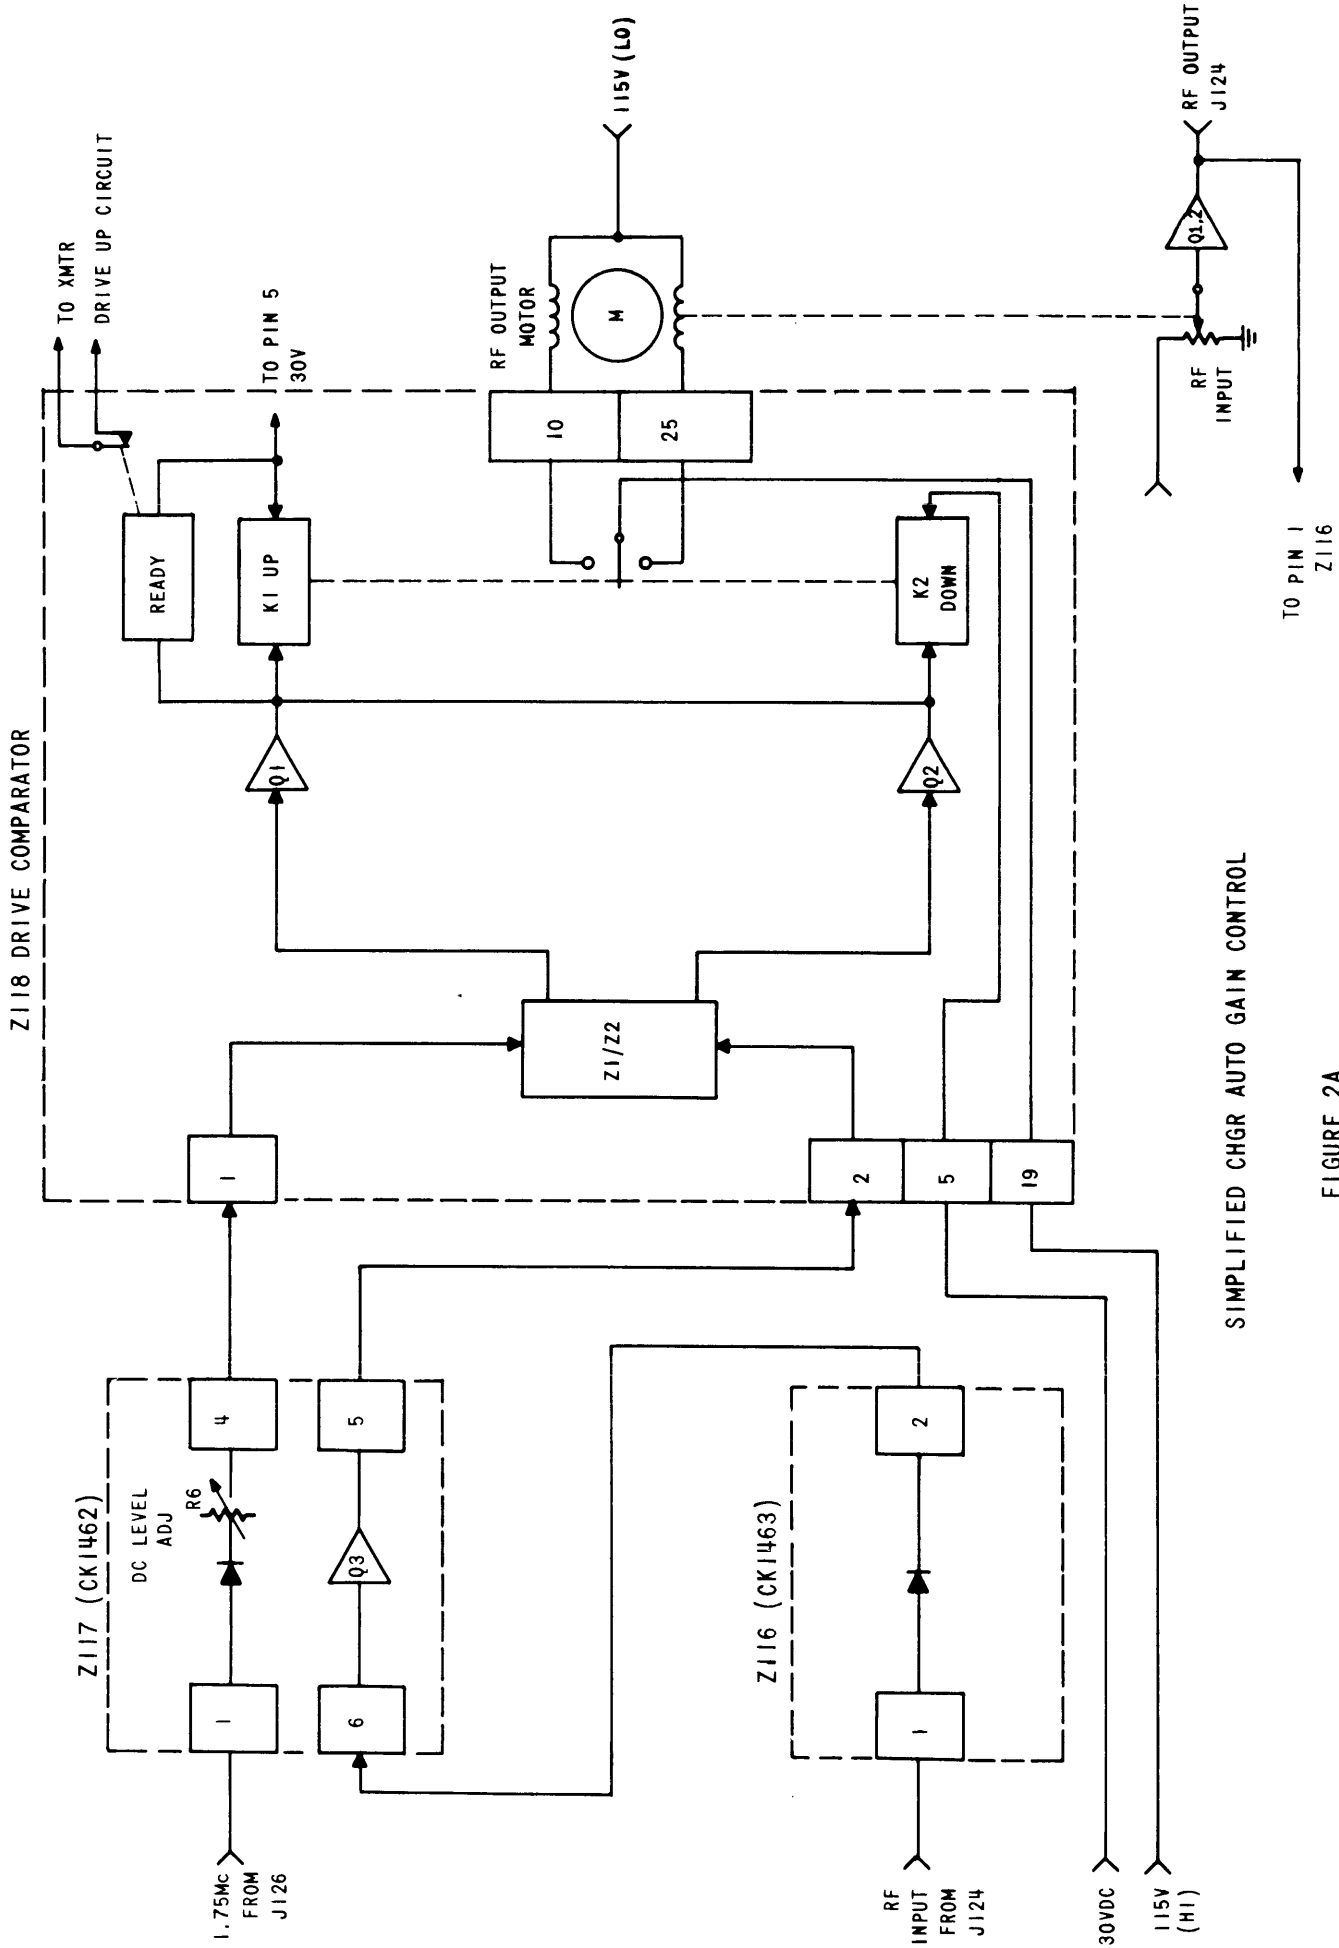 Z118 DRIVE COMPARATOR
TO XMTR
DRIVE UP CIRCUIT
READY
K1 UP
TO PIN 5
30V
Z117 (CK1462)
DC LEVEL
ADJ
R6
1.75Mc
FROM
J126
1
4
1
Q1
6
Q3
5
Z1/Z2
10
25
RF OUTPUT
MOTOR
M
115V (LO)
Z116 (CK1463)
RF
INPUT
FROM
J124
1
2
2
5
19
Q2
K2
DOWN
30VDC
115V
(HI)
RF
INPUT
Q1,2
RF OUTPUT
J124
TO PIN 1
Z116
SIMPLIFIED CHGR AUTO GAIN CONTROL
FIGURE 2A